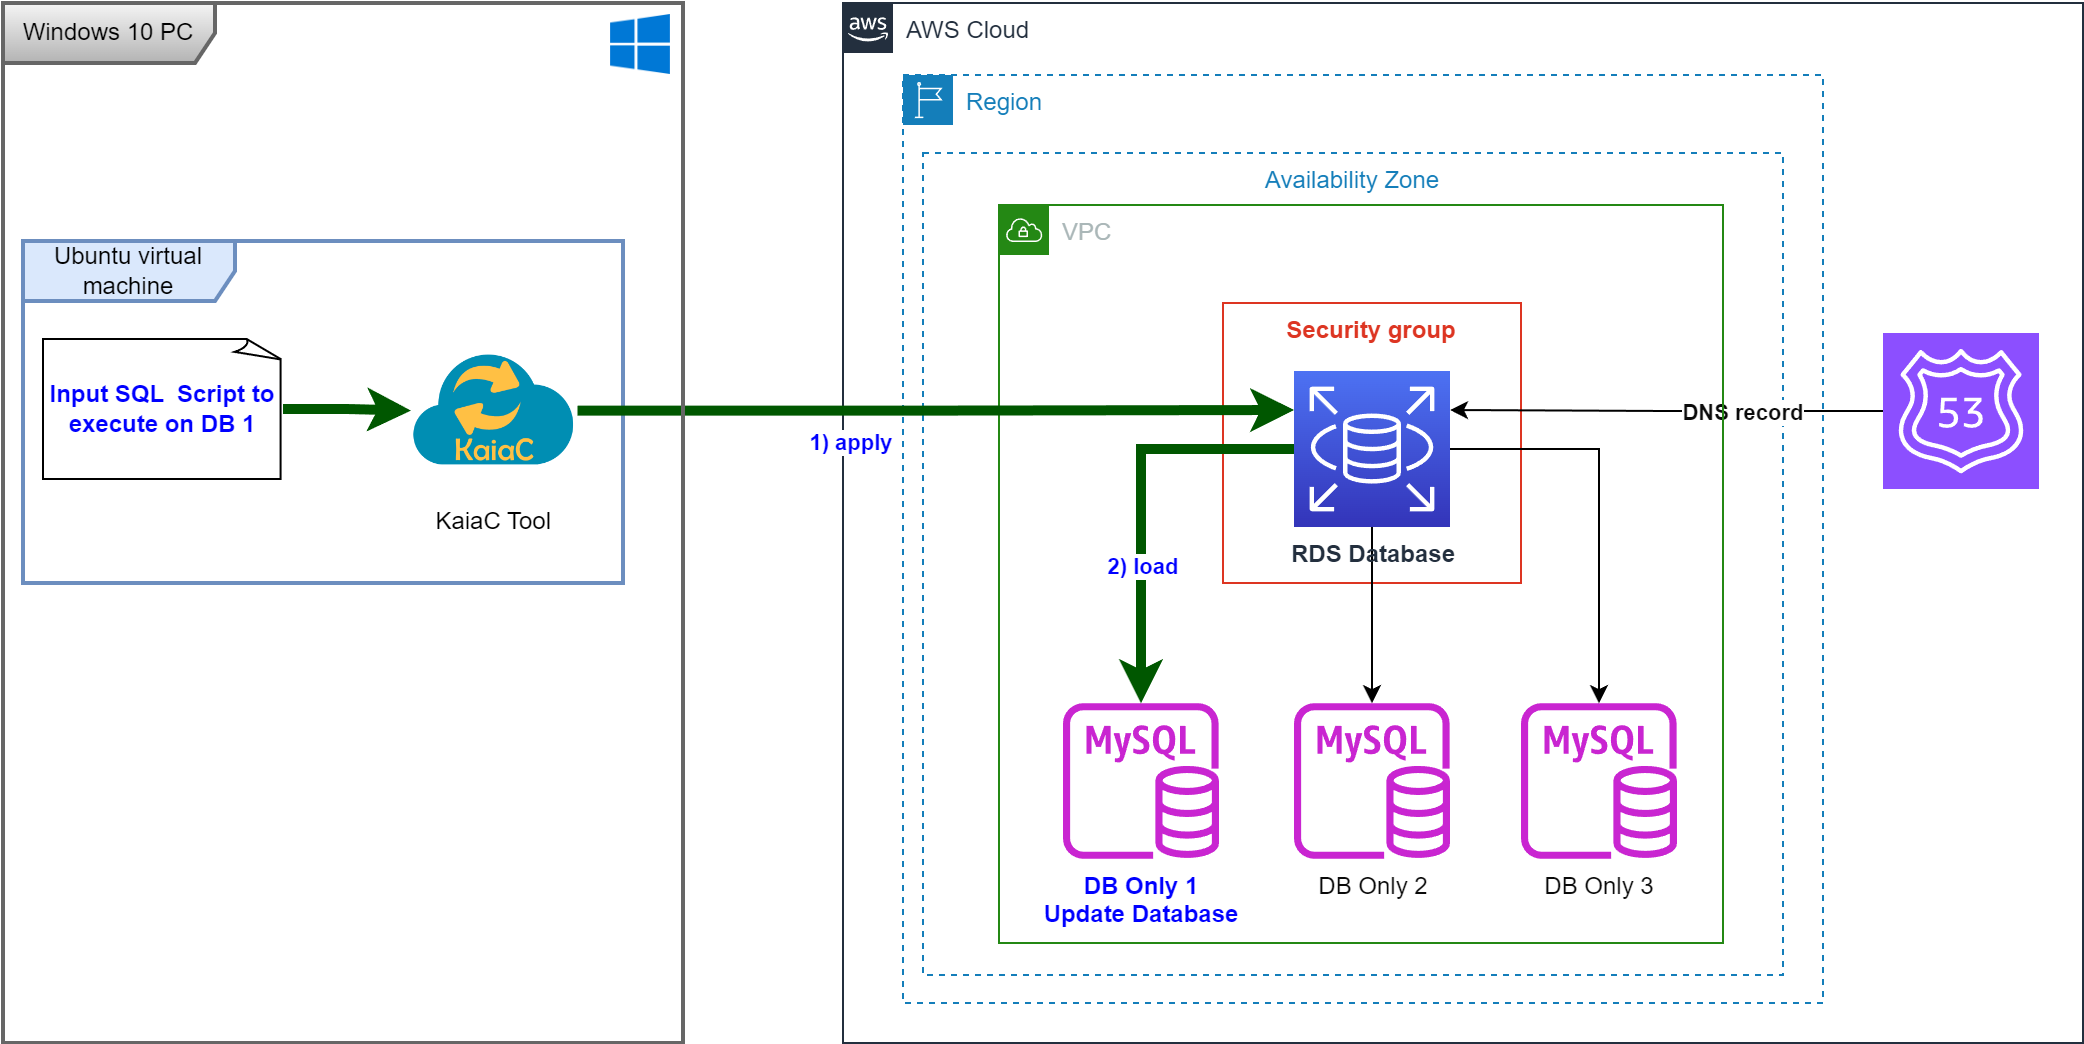 Windows 10 PC
aws
AWS Cloud
Region
Availability Zone
VPC
Ubuntu virtual
machine
Input SQL  Script to
execute on DB 1
KaiaC
KaiaC Tool
1) apply
Security group
RDS Database
DNS record
53
2) load
MySQL
DB Only 1
Update Database
MySQL
DB Only 2
MySQL
DB Only 3